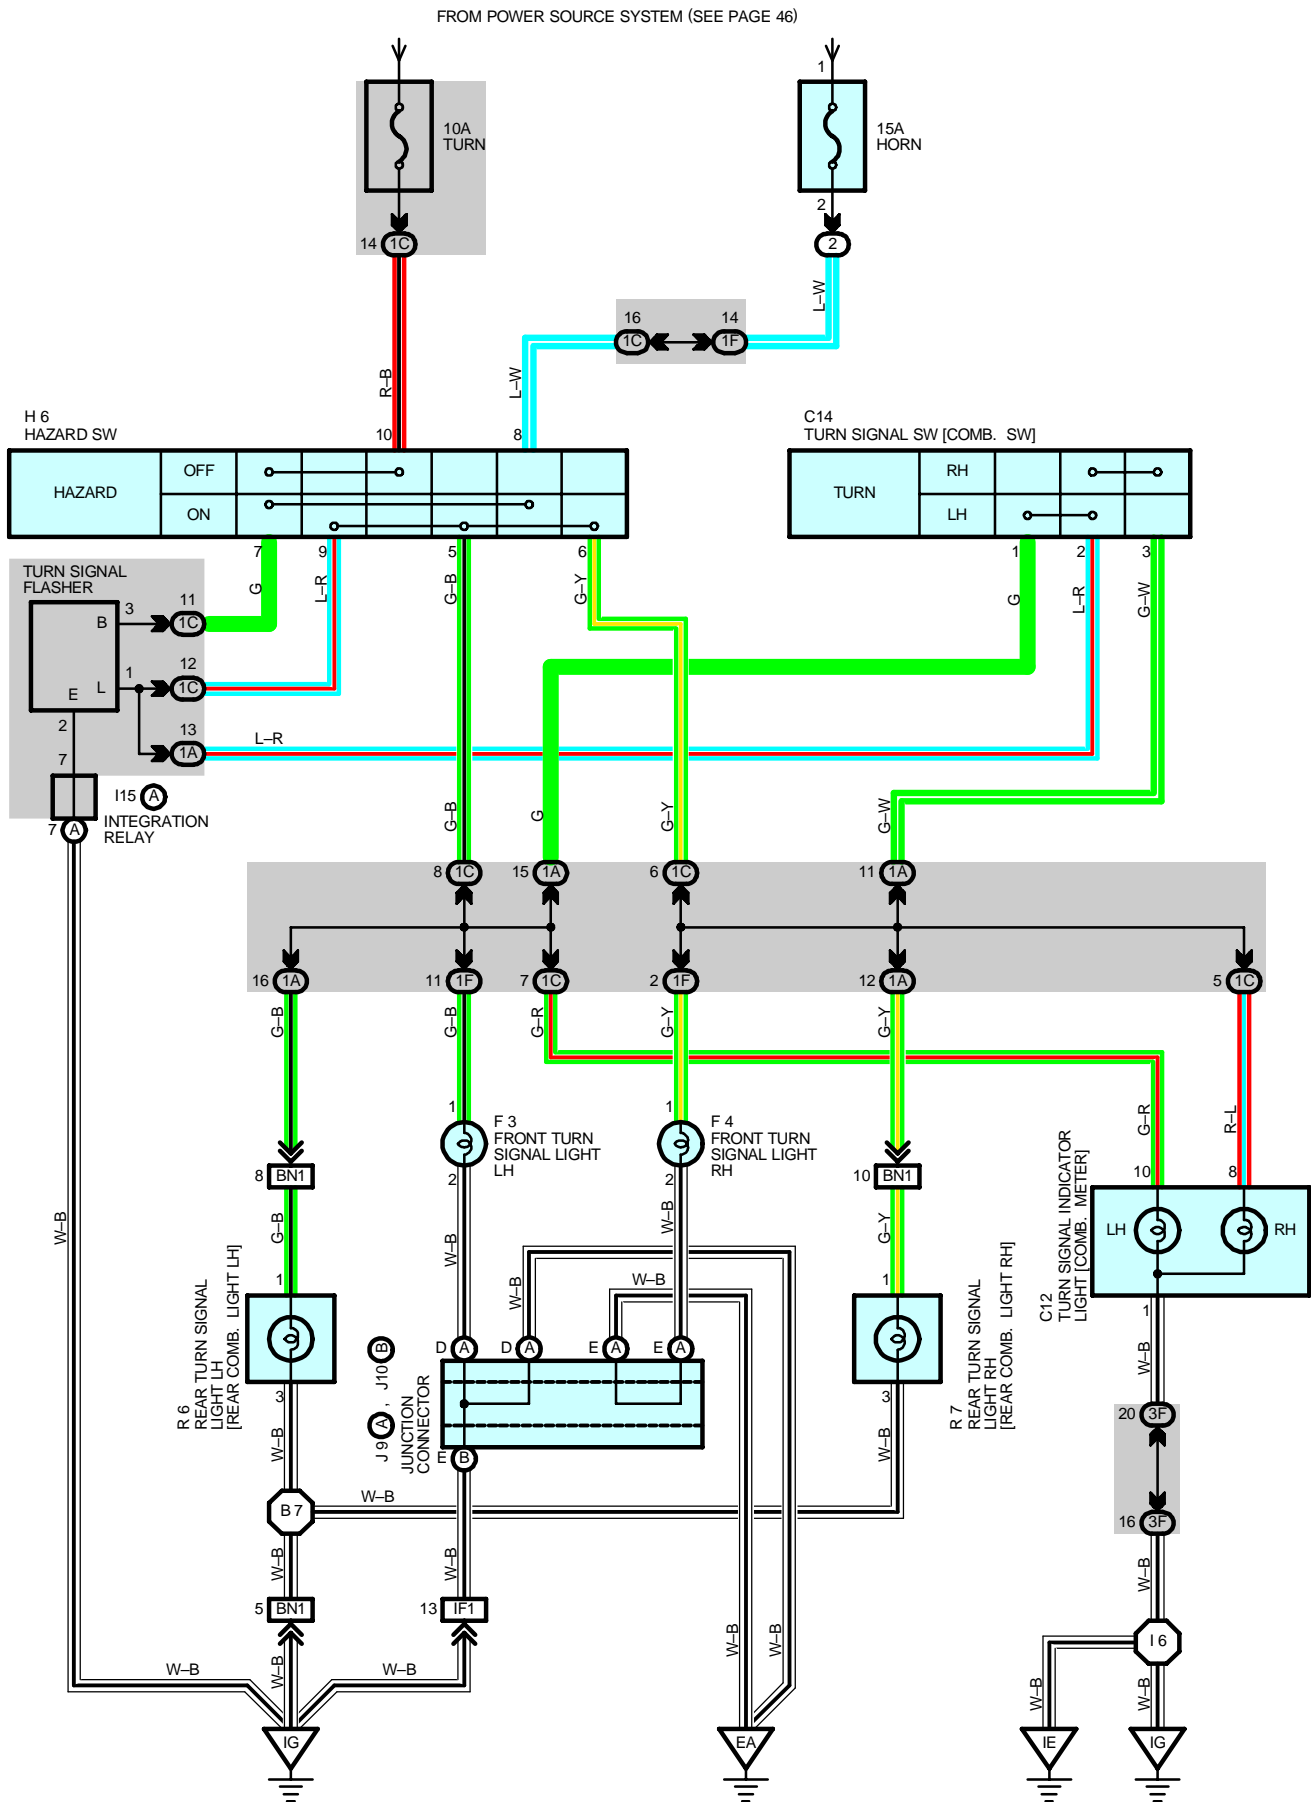 FROM POWER SOURCE SYSTEM (SEE PAGE 46)
1
10A
TURN
15A
HORN
2
14 1C
2
L–W
16
14
1C
1F
R–B
L–W
H 6
HAZARD SW
10
8
C14
TURN SIGNAL SW [COMB. SW]
HAZARD
OFF
ON
TURN
RH
LH
7
9
5
6
1
2
3
G
L–R
G–B
G–Y
G
L–R
G–W
TURN SIGNAL
FLASHER
B
3
11
1C
E
L
1
12
1C
2
13
1A
L–R
7
I15 A
INTEGRATION
RELAY
7 A
G–B
G
G–Y
G–W
8 1C
15 1A
6 1C
11 1A
16 1A
11 1F
7 1C
2 1F
12 1A
5 1C
G–B
G–B
G–R
G–Y
G–Y
G–R
R–L
1
F 3
FRONT TURN
SIGNAL LIGHT
LH
2
1
F 4
FRONT TURN
SIGNAL LIGHT
RH
2
8 BN1
10 BN1
10
8
LH
RH
C12
TURN SIGNAL INDICATOR
LIGHT [COMB. METER]
1
W–B
G–B
W–B
W–B
G–Y
W–B
W–B
W–B
1
1
R 6
REAR TURN SIGNAL
LIGHT LH
[REAR COMB. LIGHT LH]
3
D A
D A
E A
E A
J 9 A , J10 B
JUNCTION
CONNECTOR
E B
R 7
REAR TURN SIGNAL
LIGHT RH
[REAR COMB. LIGHT RH]
3
W–B
W–B
20 3F
16 3F
B 7
W–B
W–B
W–B
W–B
5 BN1
13 IF1
I 6
W–B
W–B
W–B
W–B
W–B
W–B
W–B
IG
EA
IE
IG